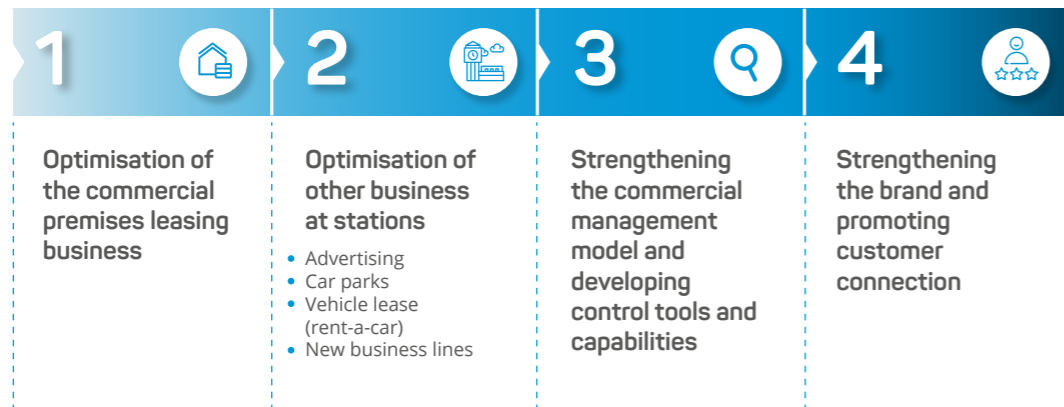 1
Optimisation of
the commercial
premises leasing
business
2
Optimisation of
other business
at stations
• Advertising
• Car parks
• Vehicle lease
(rent-a-car)
• New business lines
3
Strengthening
the commercial
management
model and
developing
control tools and
capabilities
4
Strengthening
the brand and
promoting
customer
connection